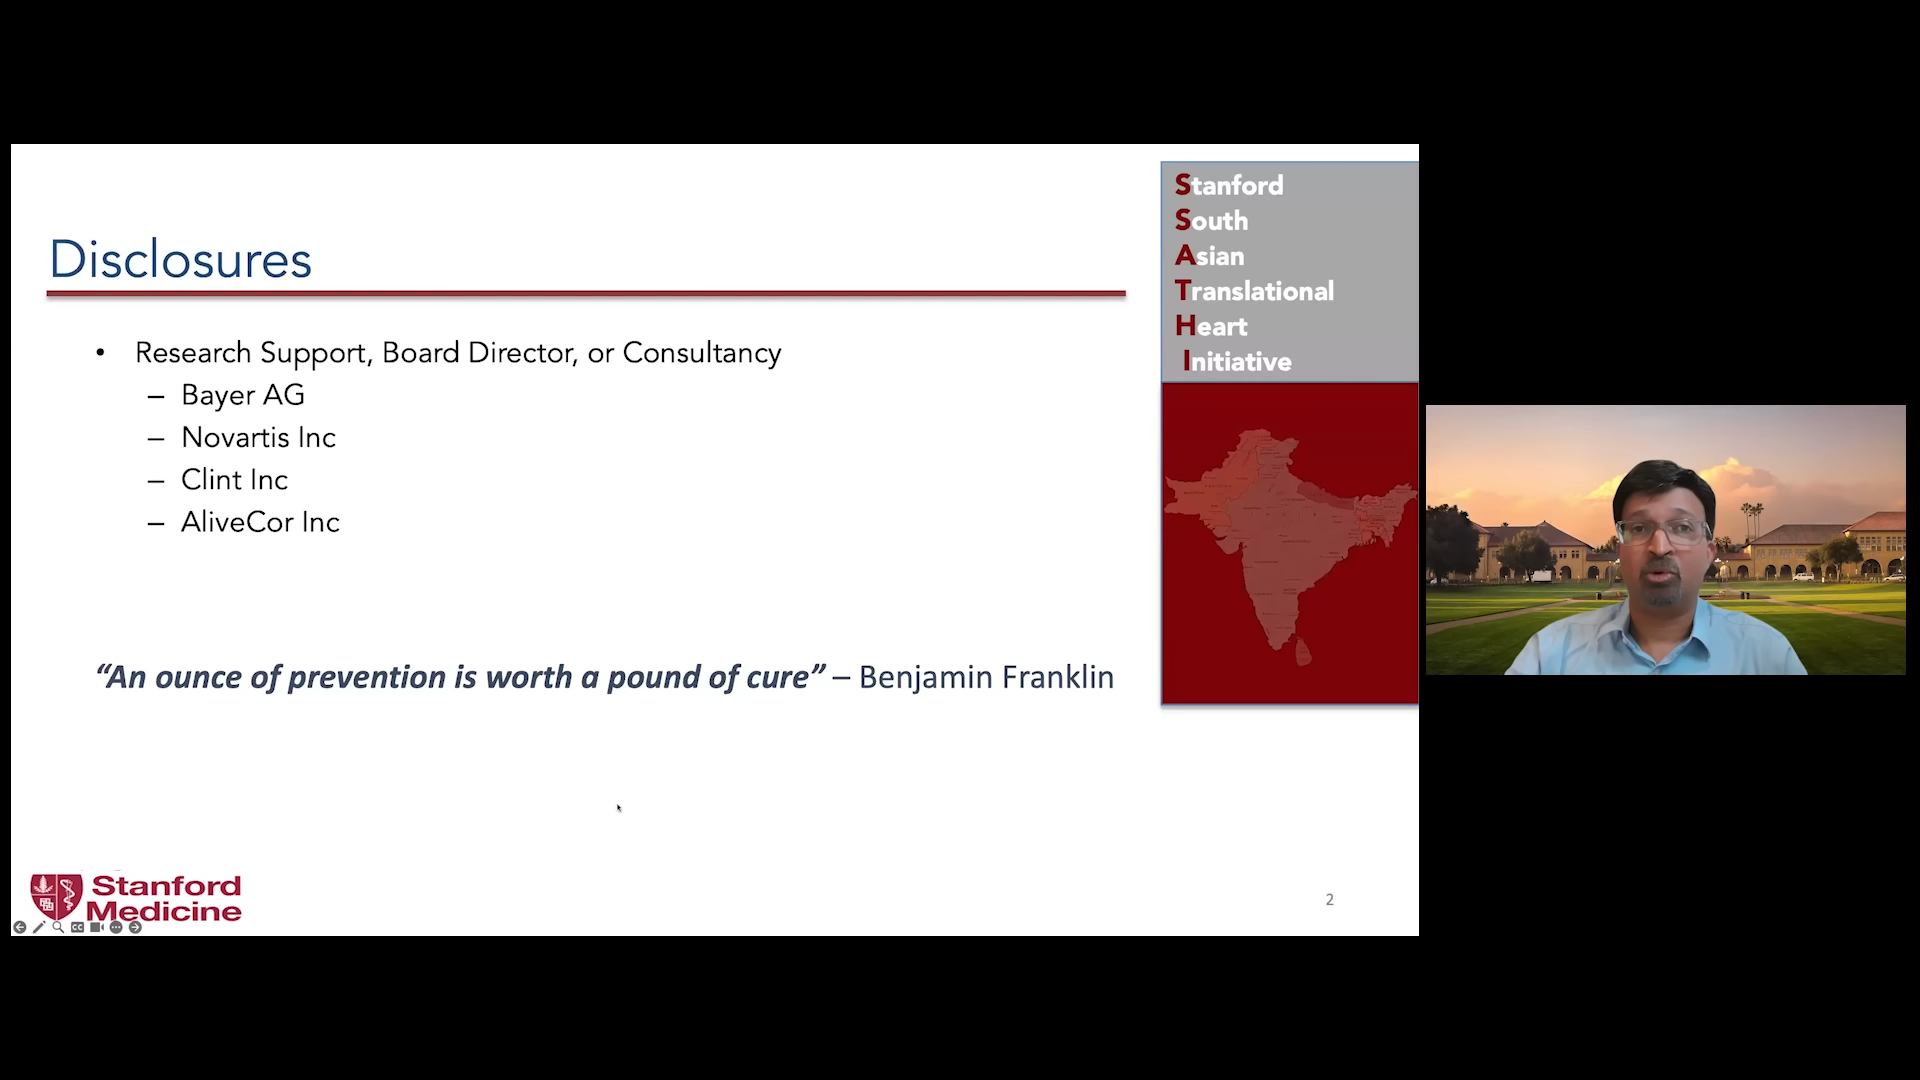 Disclosures
• Research Support, Board Director, or Consultancy
– Bayer AG
– Novartis Inc
– Clint Inc
– AliveCor Inc
“An ounce of prevention is worth a pound of cure” – Benjamin Franklin
Stanford
South
Asian
Translational
Heart
Initiative
Stanford
Medicine
CC
2